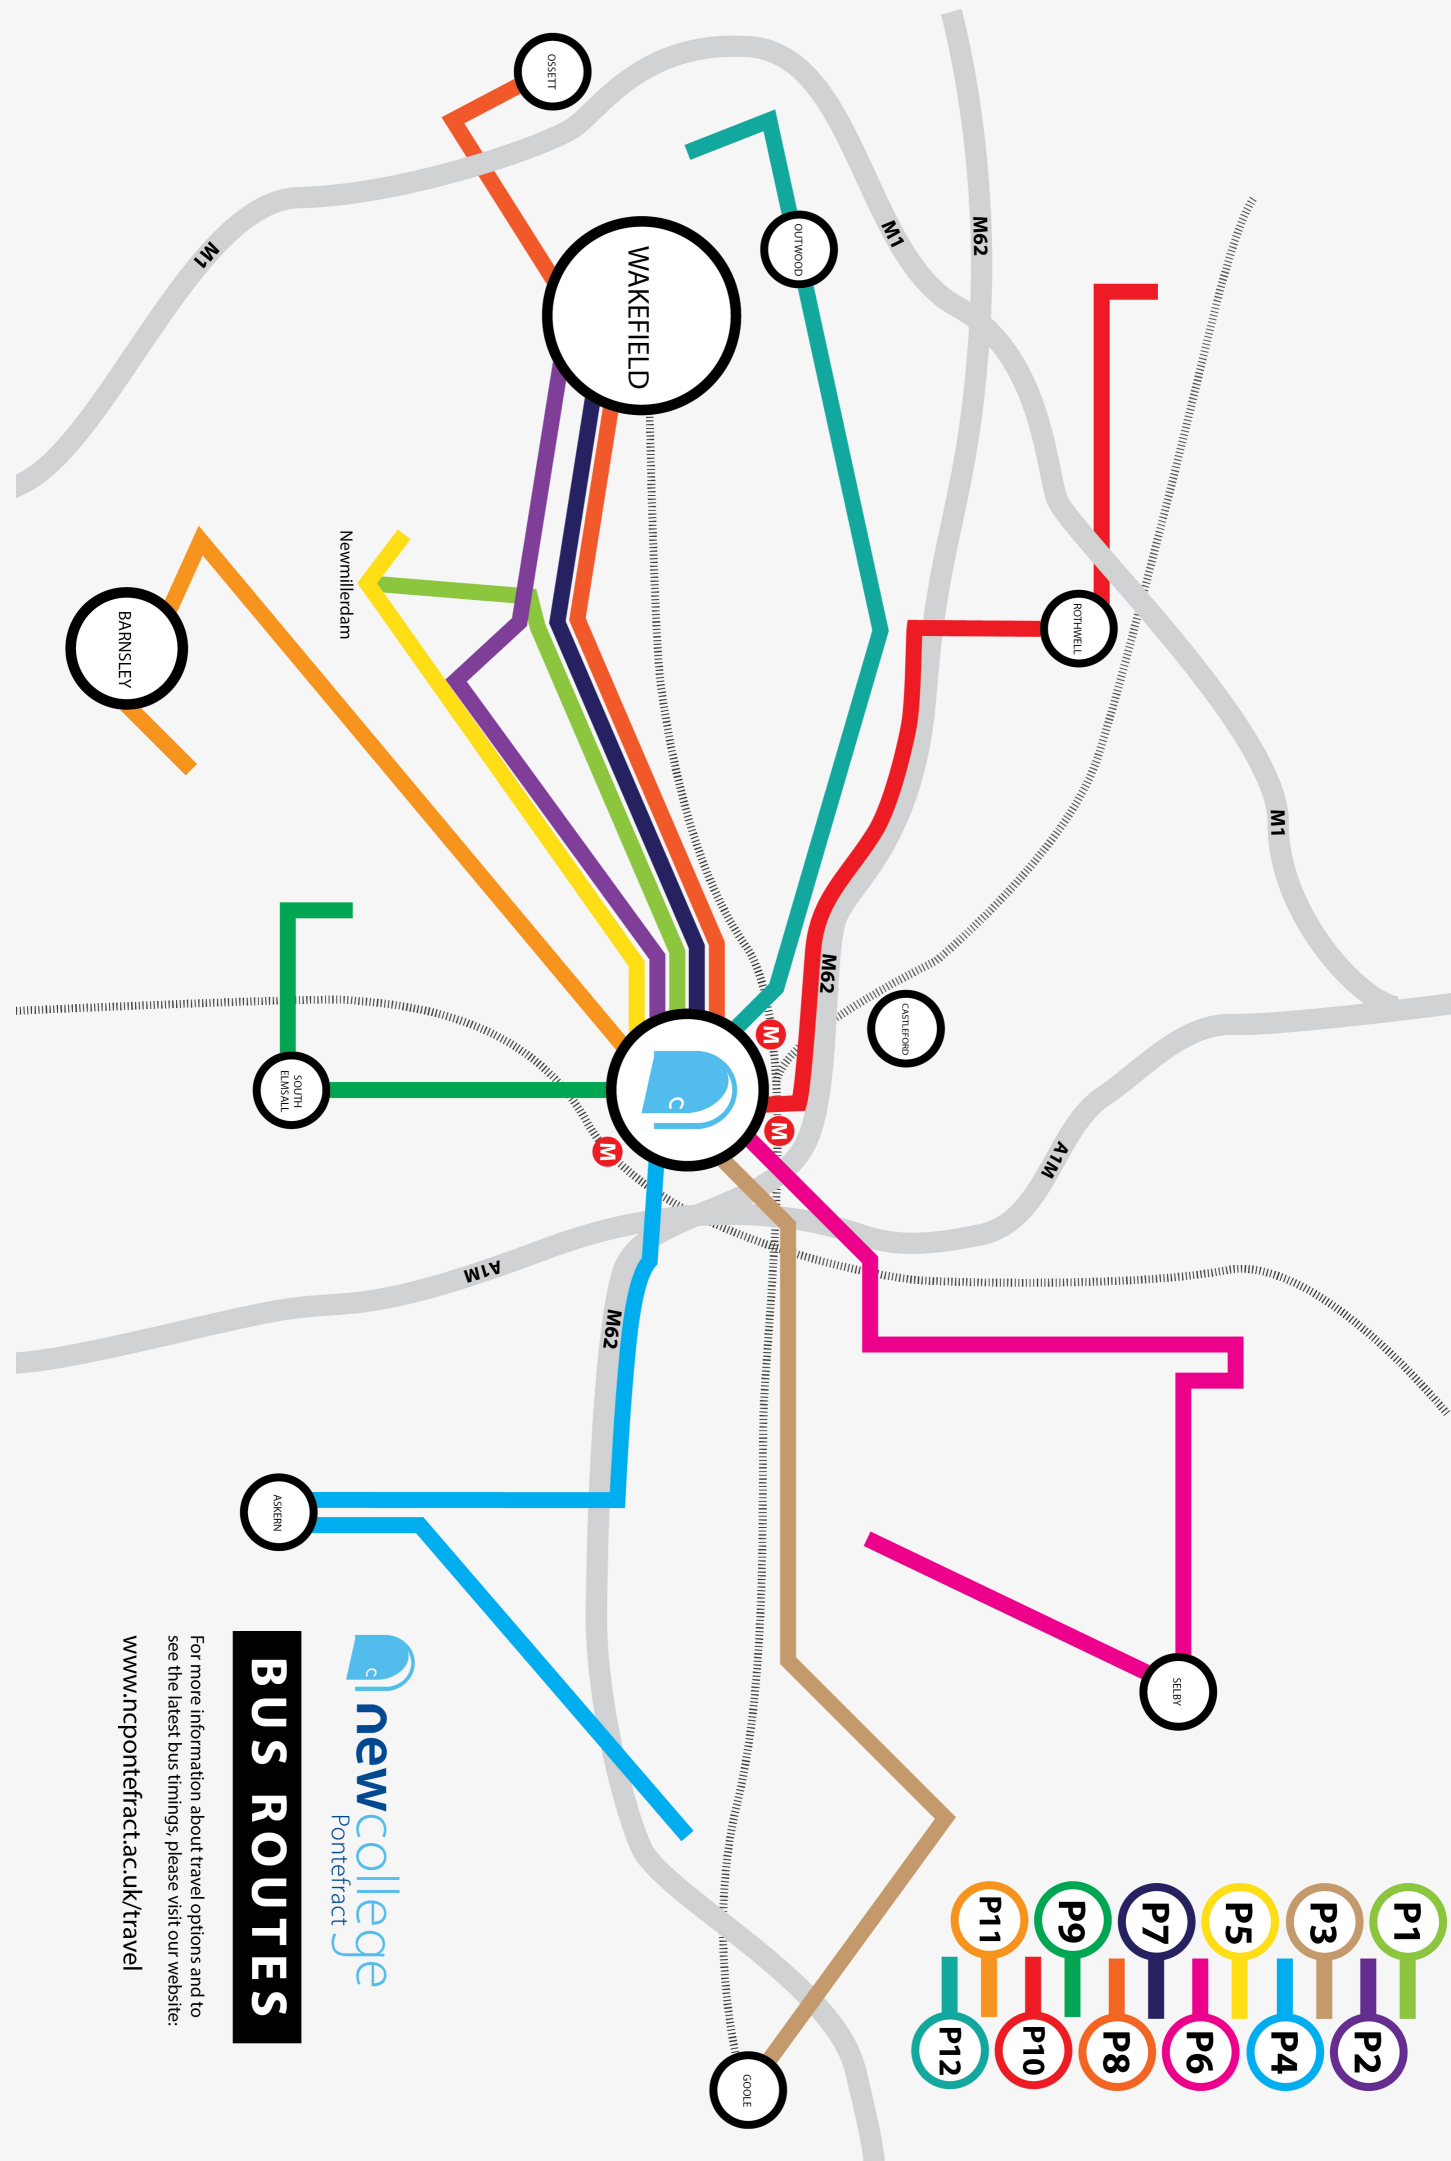 P1
P2
P3
P4
P5
P6
P7
P8
P9
P10
P11
P12
M62
M1
M1
M1
A1M
M62
A1M
M62
ROTHWELL
OUTWOOD
OSSETT
WAKEFIELD
CASTLEFORD
SELBY
GOOLE
M
M
M
C
Newmillerdam
BARNSLEY
SOUTH
ELMSALL
ASKERN
c
newcollege
Pontefract
BUS ROUTES
For more information about travel options and to
see the latest bus timings, please visit our website:
www.ncpontefract.ac.uk/travel